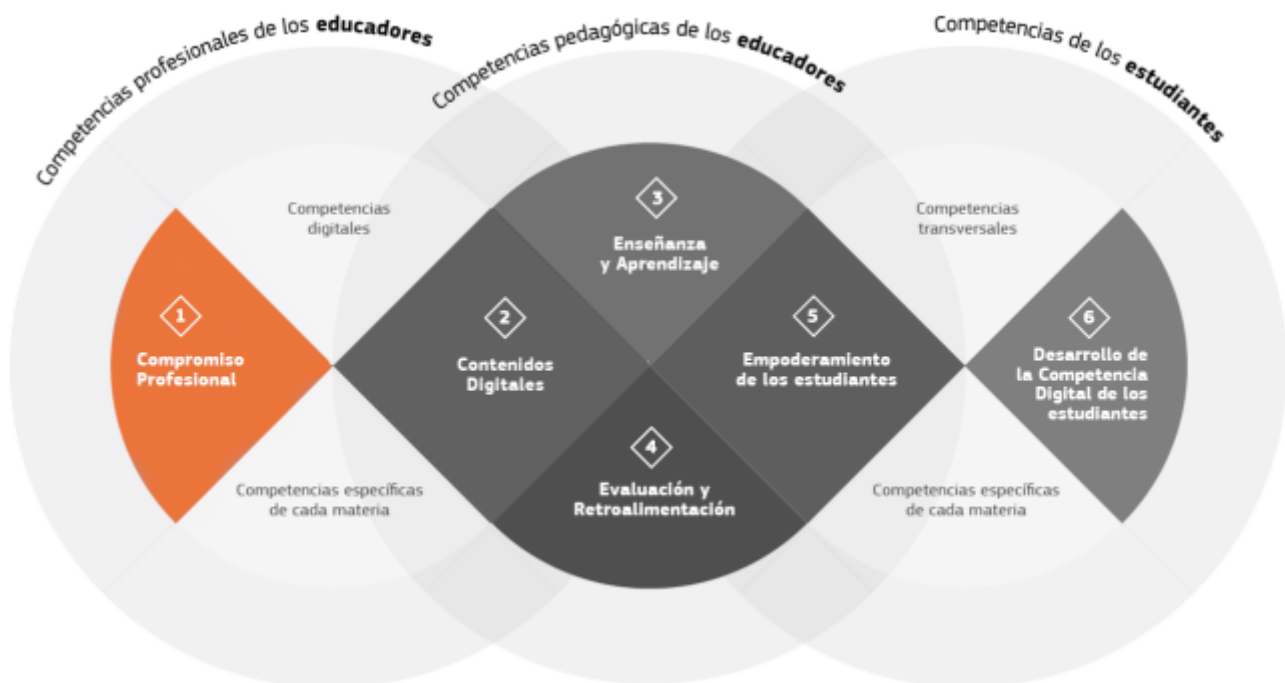 Competencias profesionales de los educadores
Competencias pedagógicas de los educadores
Competencias de los estudiantes
Competencias
digitales
Competencias
transversales
3
Enseñanza
y Aprendizaje
1
Compromiso
Profesional
2
Contenidos
Digitales
5
Empoderamiento
de los estudiantes
6
Desarrollo de
la Competencia
Digital de los
estudiantes
4
Evaluación y
Retroalimentación
Competencias específicas
de cada materia
Competencias específicas
de cada materia